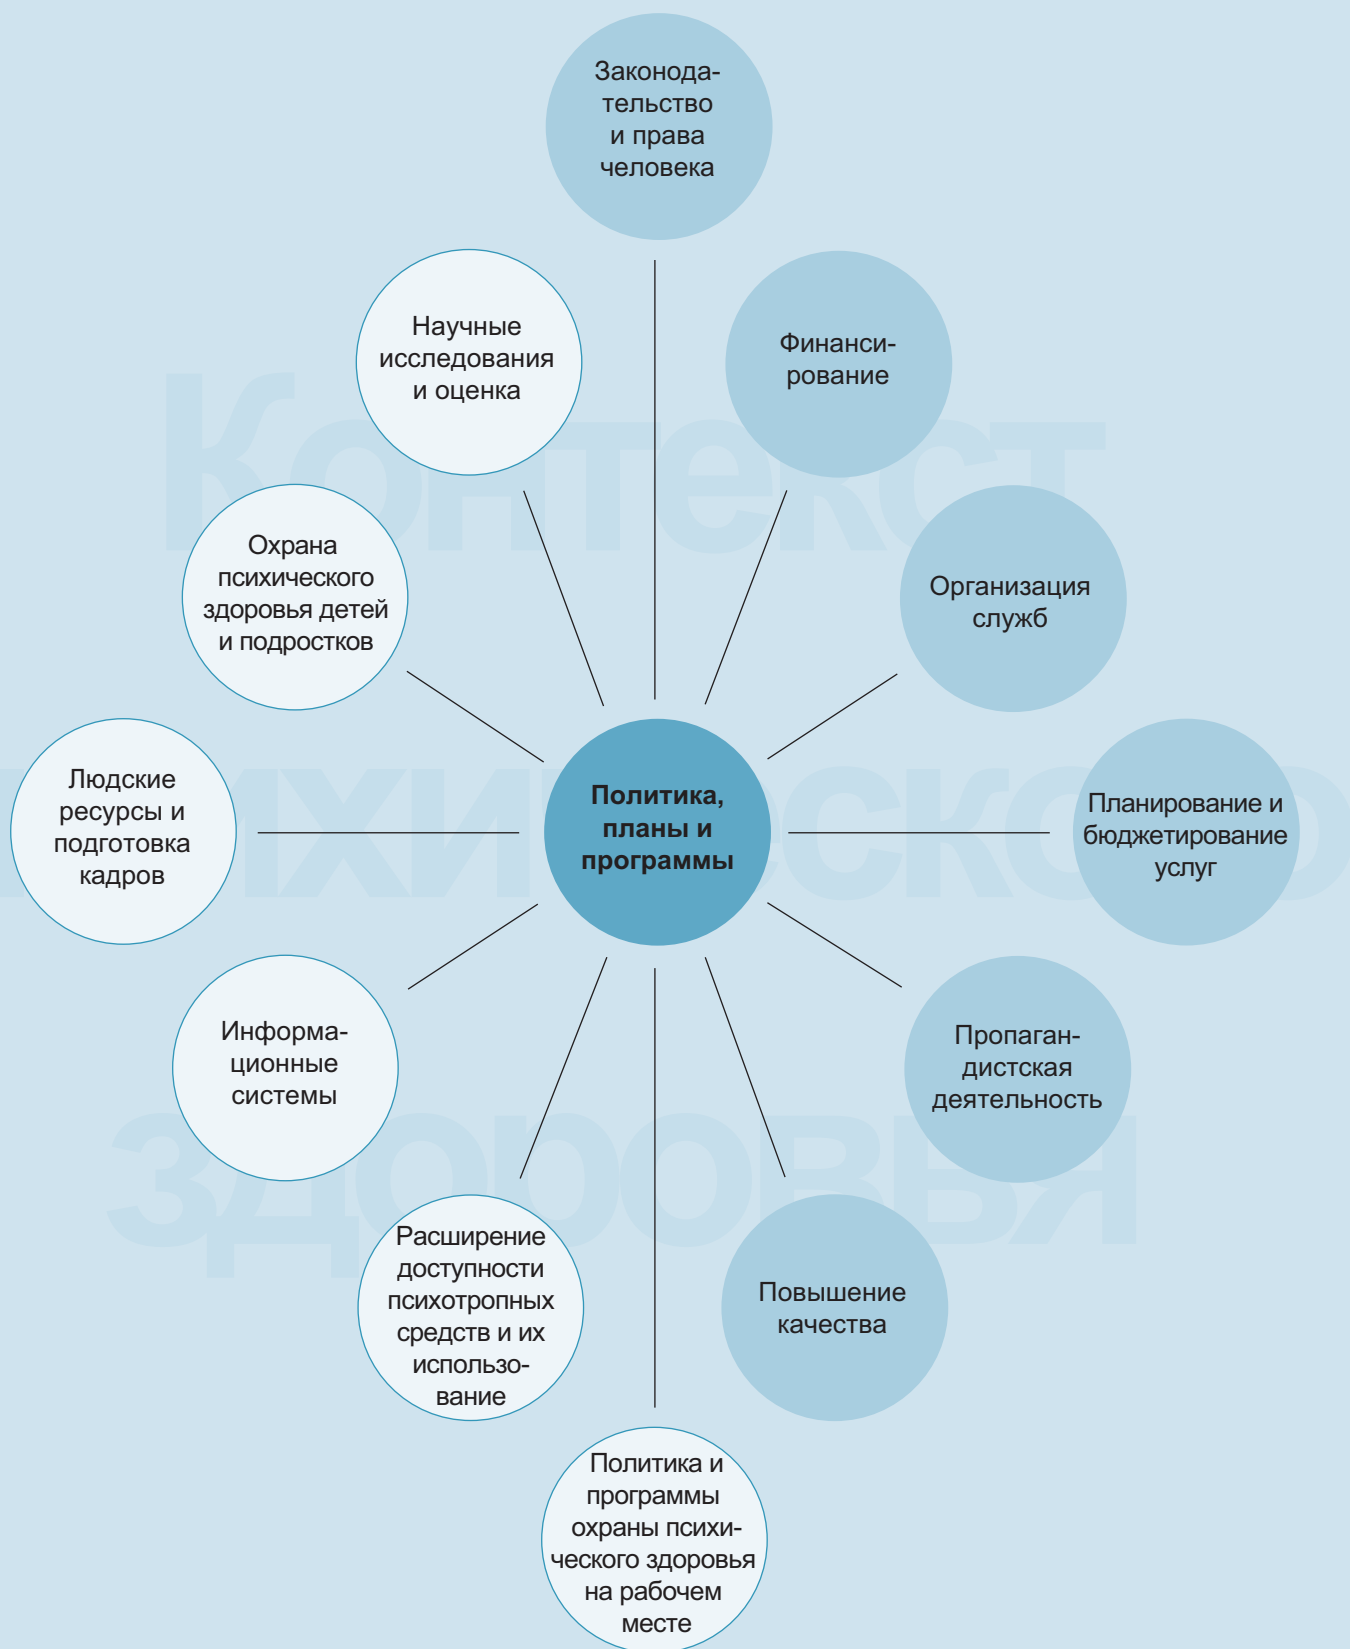 Законода-
тельство
и права
человека
Научные
исследования
и оценка
Финанси-
рование
Контекст
Охрана
психического
здоровья детей
и подростков
Организация
служб
Людские
ресурсы и
подготовка
кадров
Политика,
планы и
программы
Планирование и
бюджетирование
услуг
Информа-
ционные
системы
Пропаган-
дистская
деятельность
здоровья
Расширение
доступности
психотропных
средств и их
использо-
вание
Повышение
качества
Политика и
программы
охраны психи-
ческого здоровья
на рабочем
месте